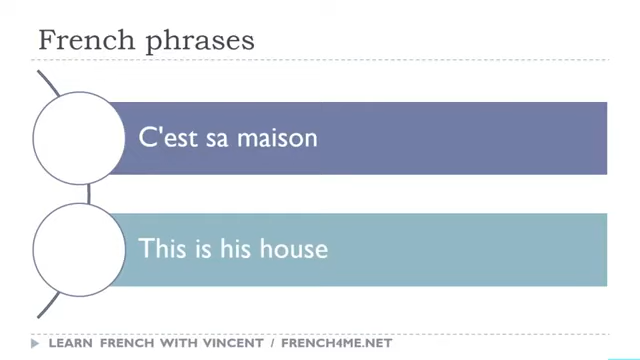 French phrases
C'est sa maison
This is his house
LEARN FRENCH WITH VINCENT / FRENCH4ME.NET